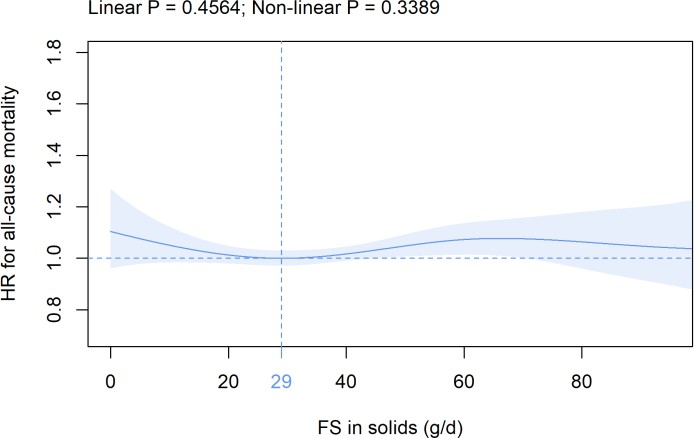 Linear P = 0.4564; Non-linear P = 0.3389
HR for all-cause mortality
1.8
1.6
1.4
1.2
1.0
0.8
0 20 29 40 60 80
FS in solids (g/d)